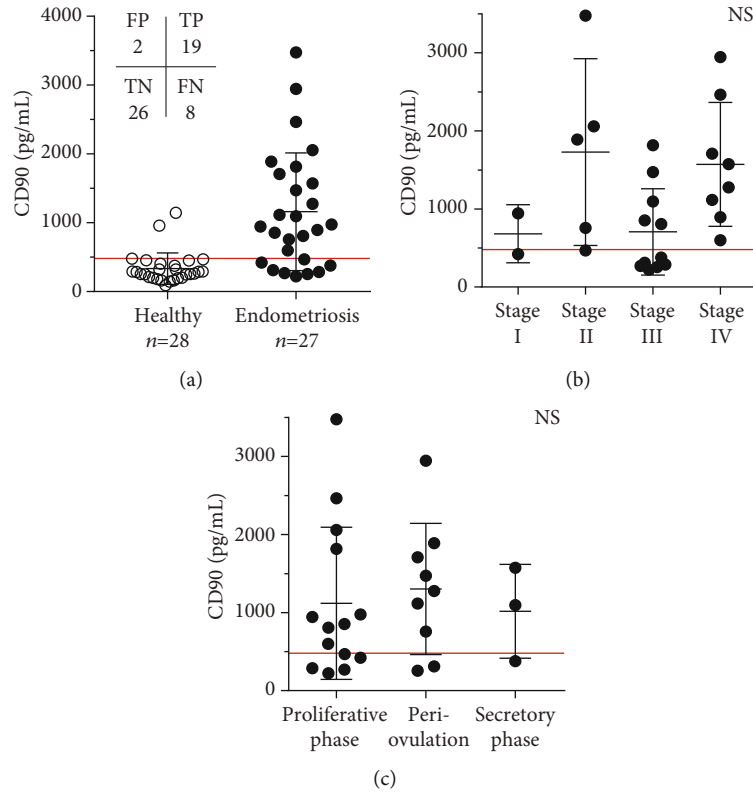 FP TP
2 19
TN FN
26 8
4000
3000
2000
1000
0
CD90 (pg/mL)
Healthy
n=28
Endometriosis
n=27
(a)
NS
3000
2000
1000
0
CD90 (pg/mL)
Stage
I
Stage
II
Stage
III
Stage
IV
(b)
NS
3000
2000
1000
0
CD90 (pg/mL)
Proliferative
phase
Peri-
ovulation
Secretory
phase
(c)